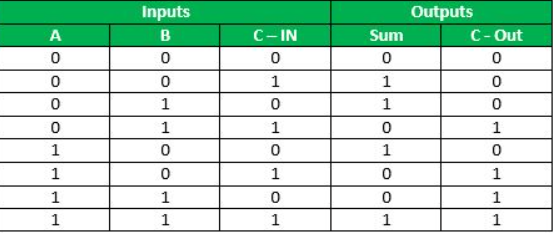 Inputs Outputs
A B C – IN Sum C - Out
0 0 0 0 0
0 0 1 1 0
0 1 0 1 0
0 1 1 0 1
1 0 0 1 0
1 0 1 0 1
1 1 0 0 1
1 1 1 1 1